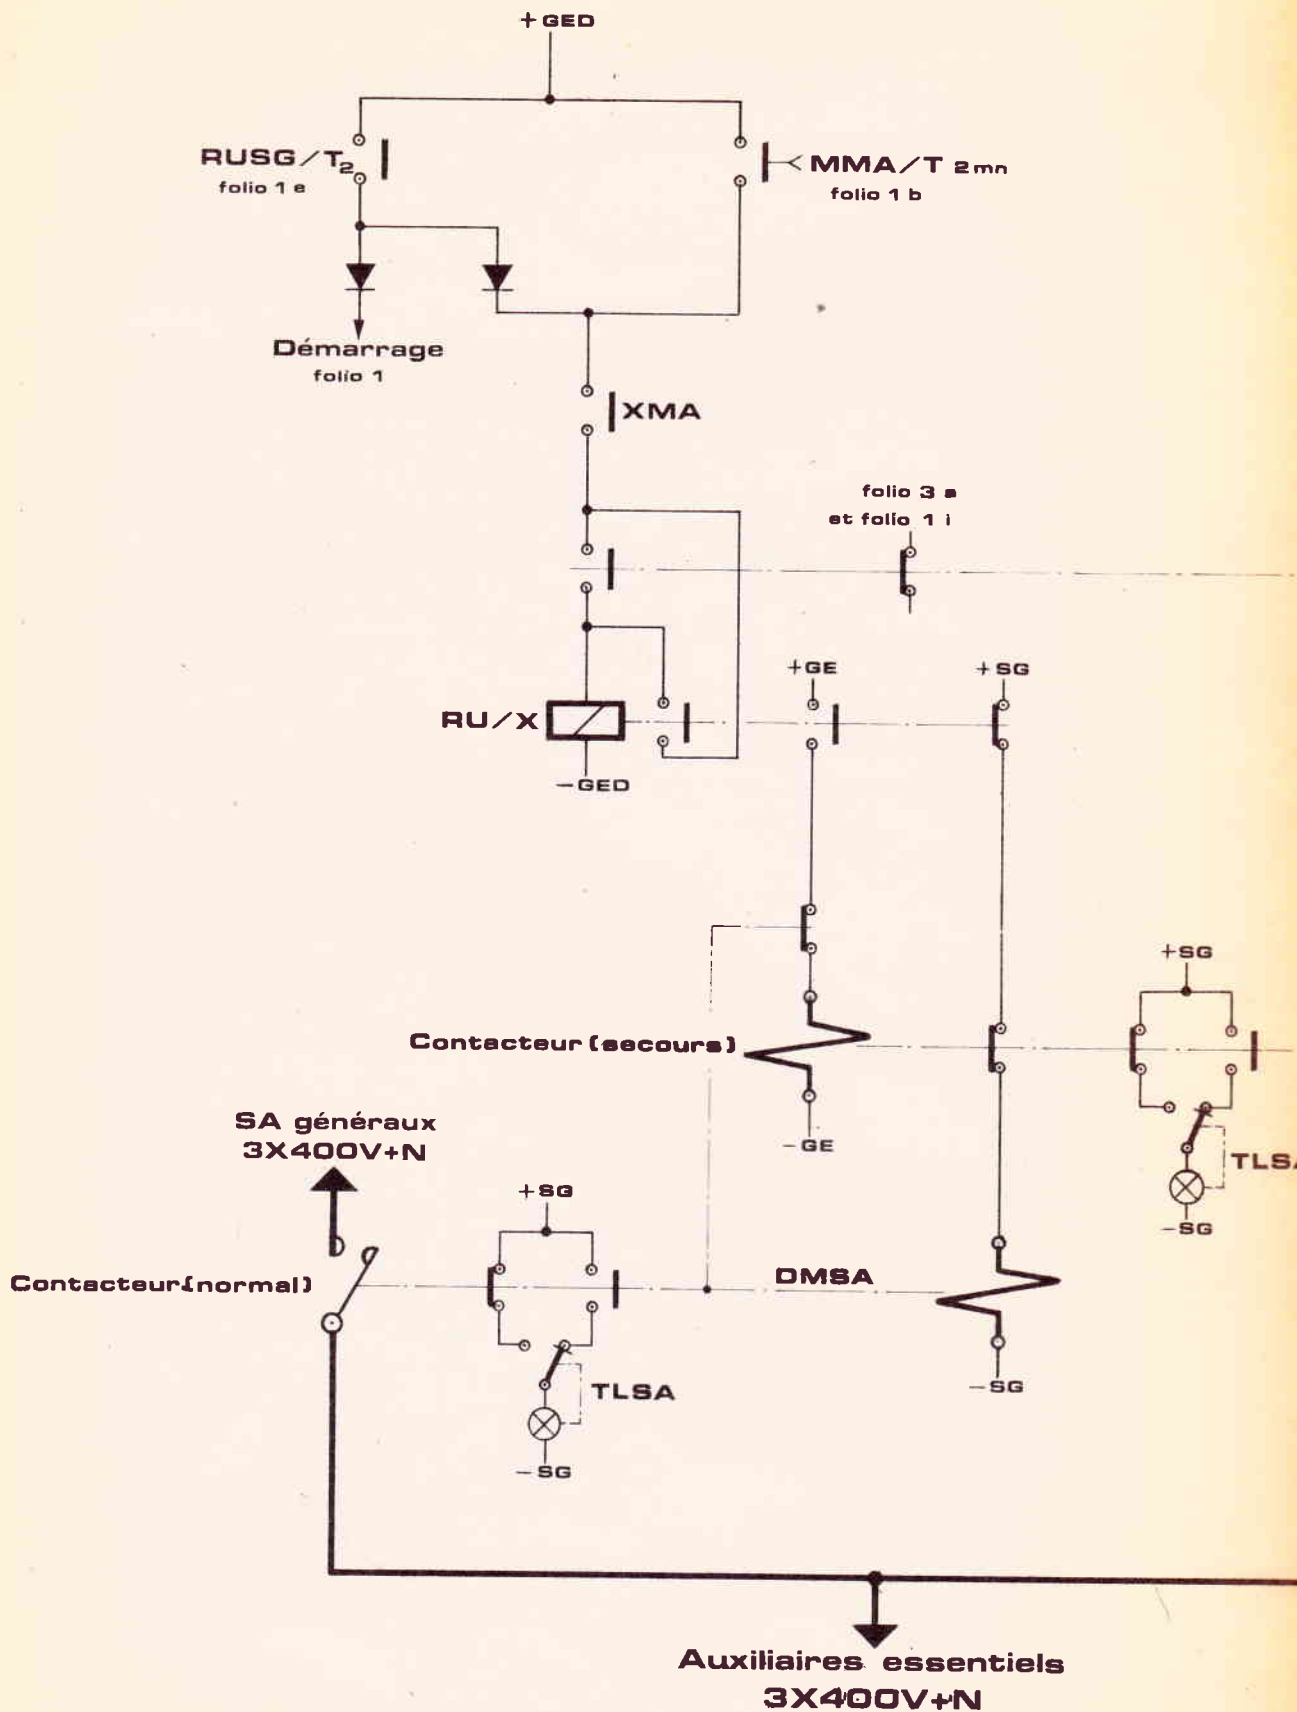 +GED
RUSG/T2
folio 1 e
MMA/T 2mn
folio 1 b
Démarrage
folio 1
XMA
folio 3 a
et folio 1 i
+GE
+SG
RU/X
-GED
+SG
Contacteur (secours)
-GE
SA généraux
3X400V+N
TLSA
-SG
+SG
Contacteur (normal)
DMSA
TLSA
-SG
-SG
Auxiliaires essentiels
3X400V+N